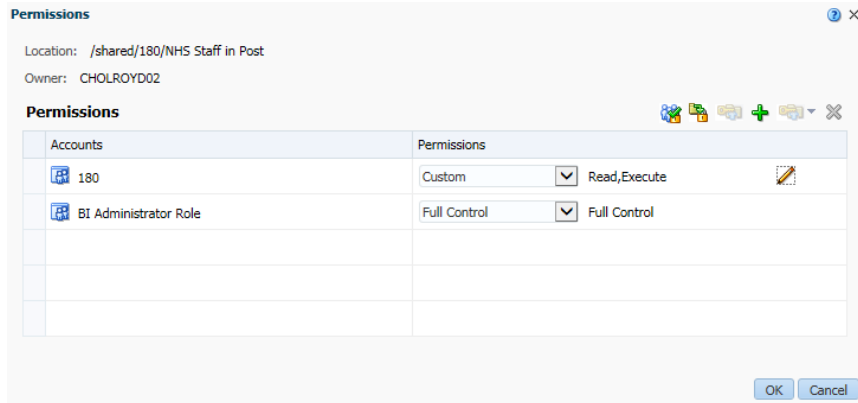 Permissions
Location: /shared/180/NHS Staff in Post
Owner: CHOLROYD02
Permissions
Accounts Permissions
180 Custom Read,Execute
BI Administrator Role Full Control Full Control
OK Cancel